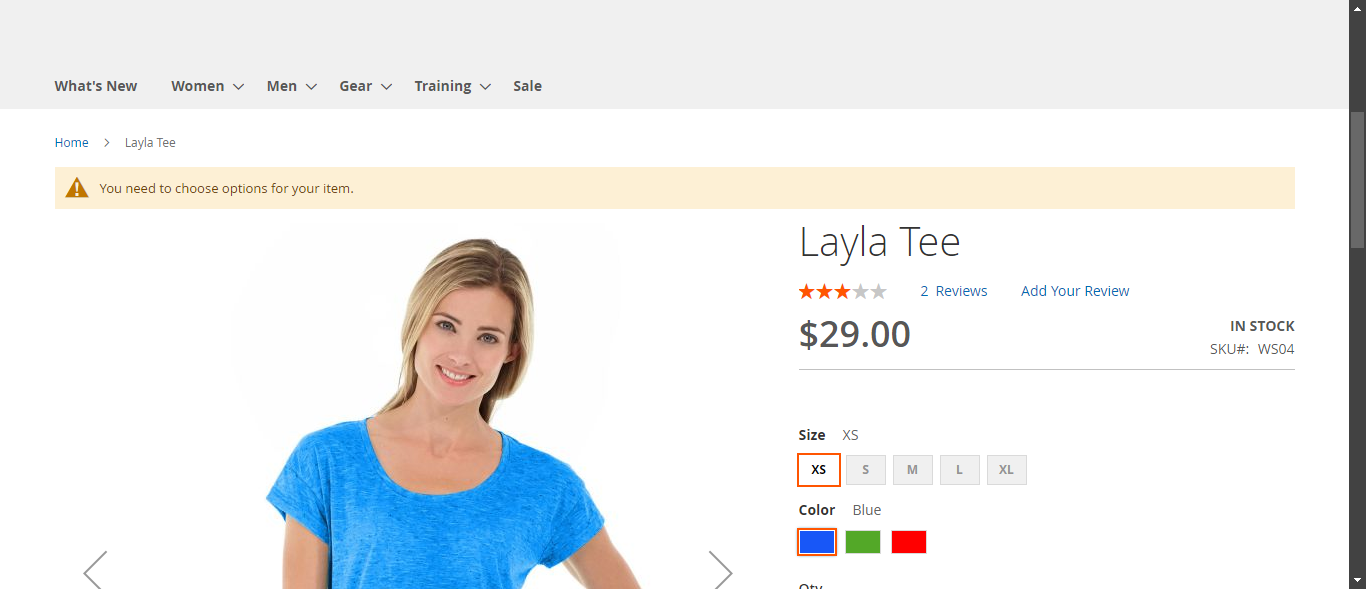 What's New Women Men Gear Training Sale
Home Layla Tee
You need to choose options for your item.
Layla Tee
2 Reviews Add Your Review
$29.00
IN STOCK
SKU#: WS04
Size XS
XS S M L XL
Color Blue
Qty